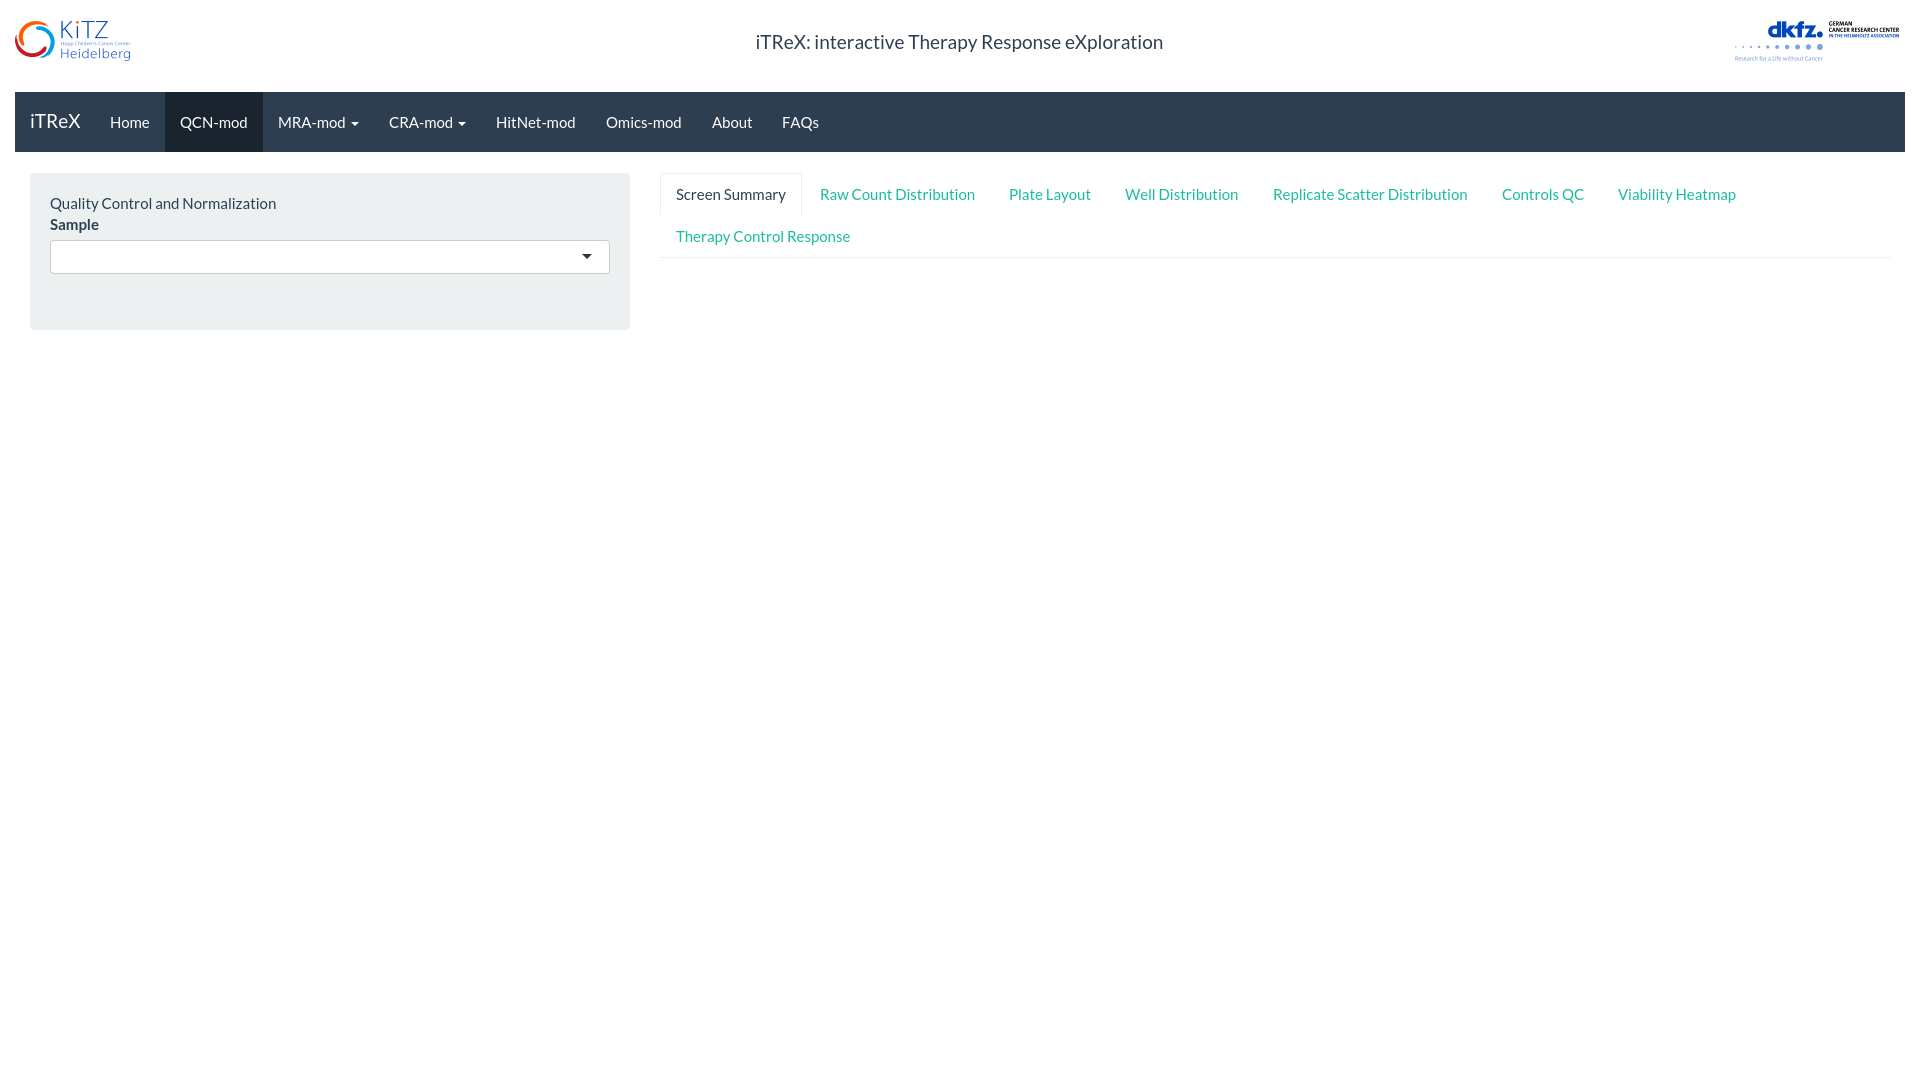 KiTZ
Hopp Children's Cancer Center
Heidelberg
iTReX: interactive Therapy Response eXploration
dkfz. GERMAN
CANCER RESEARCH CENTER
IN THE HELMHOLTZ ASSOCIATION
Research for a Life without Cancer
iTReX Home QCN-mod MRA-mod CRA-mod HitNet-mod Omics-mod About FAQs
Quality Control and Normalization
Sample
Screen Summary Raw Count Distribution Plate Layout Well Distribution Replicate Scatter Distribution Controls QC Viability Heatmap
Therapy Control Response